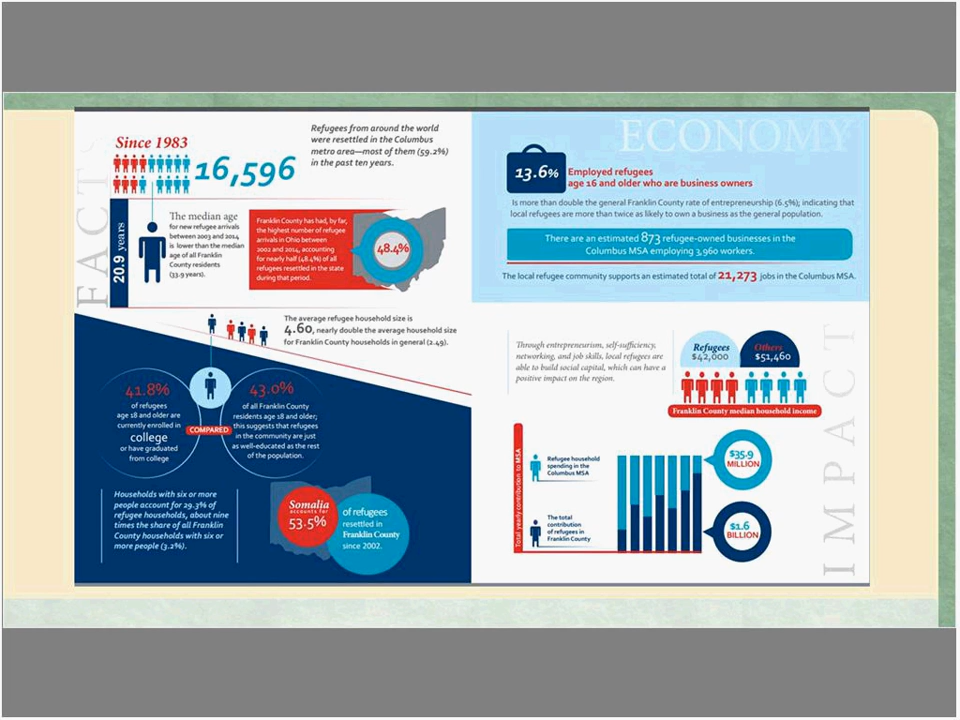 FACT
Since 1983
16,596
Refugees from around the world
were resettled in the Columbus
metro area—most of them (59.2%)
in the past ten years.
20.9 years
The median age
for new refugee arrivals
between 2003 and 2014
is lower than the median
age of all Franklin
County residents
(33.9 years).
Franklin County has had, by far,
the highest number of refugee
arrivals in Ohio between
2002 and 2014, accounting
for nearly half (48.4%) of all
refugees resettled in the state
during that period.
48.4%
The average refugee household size is
4.60, nearly double the average household size
for Franklin County households in general (2.49).
41.8%
of refugees
age 18 and older are
currently enrolled in
college
or have graduated
from college
COMPARED
43.0%
of all Franklin County
residents age 18 and older;
this suggests that refugees
in the community are just
as well-educated as the rest
of the population.
Households with six or more
people account for 29.3% of
refugee households, about nine
times the share of all Franklin
County households with six or
more people (3.2%).
Somalia
accounts for
53.5%
of refugees
resettled in
Franklin County
since 2002.
ECONOMY
13.6%
Employed refugees
age 16 and older who are business owners
Is more than double the general Franklin County rate of entrepreneurship (6.5%); indicating that
local refugees are more than twice as likely to own a business as the general population.
There are an estimated 873 refugee-owned businesses in the
Columbus MSA employing 3,960 workers.
The local refugee community supports an estimated total of 21,273 jobs in the Columbus MSA.
IMPACT
Through entrepreneurism, self-sufficiency,
networking, and job skills, local refugees are
able to build social capital, which can have a
positive impact on the region.
Refugees
$42,000
Others
$51,460
Franklin County median household income
Total yearly contribution to MSA
Refugee household
spending in the
Columbus MSA
$35.9
MILLION
The total
contribution
of refugees in
Franklin County
$1.6
BILLION